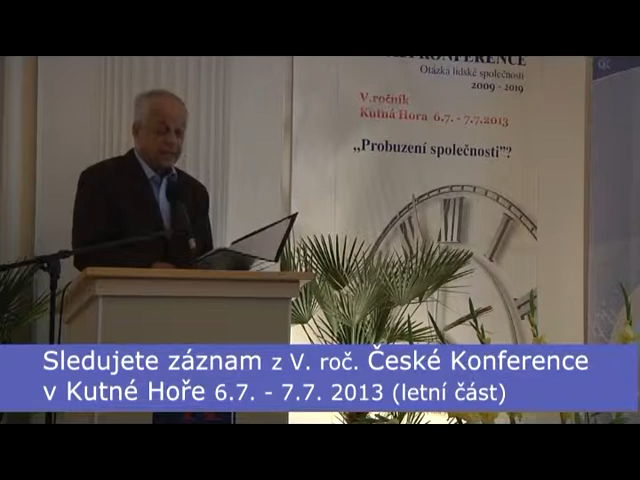 KONFERENCE
Otázka lidské společnosti
2009 - 2019
V.ročník
Kutná Hora 6.7. - 7.7.2013
„Probuzení společnosti”?
Sledujete záznam z V. roč. České Konference
v Kutné Hoře 6.7. - 7.7. 2013 (letní část)